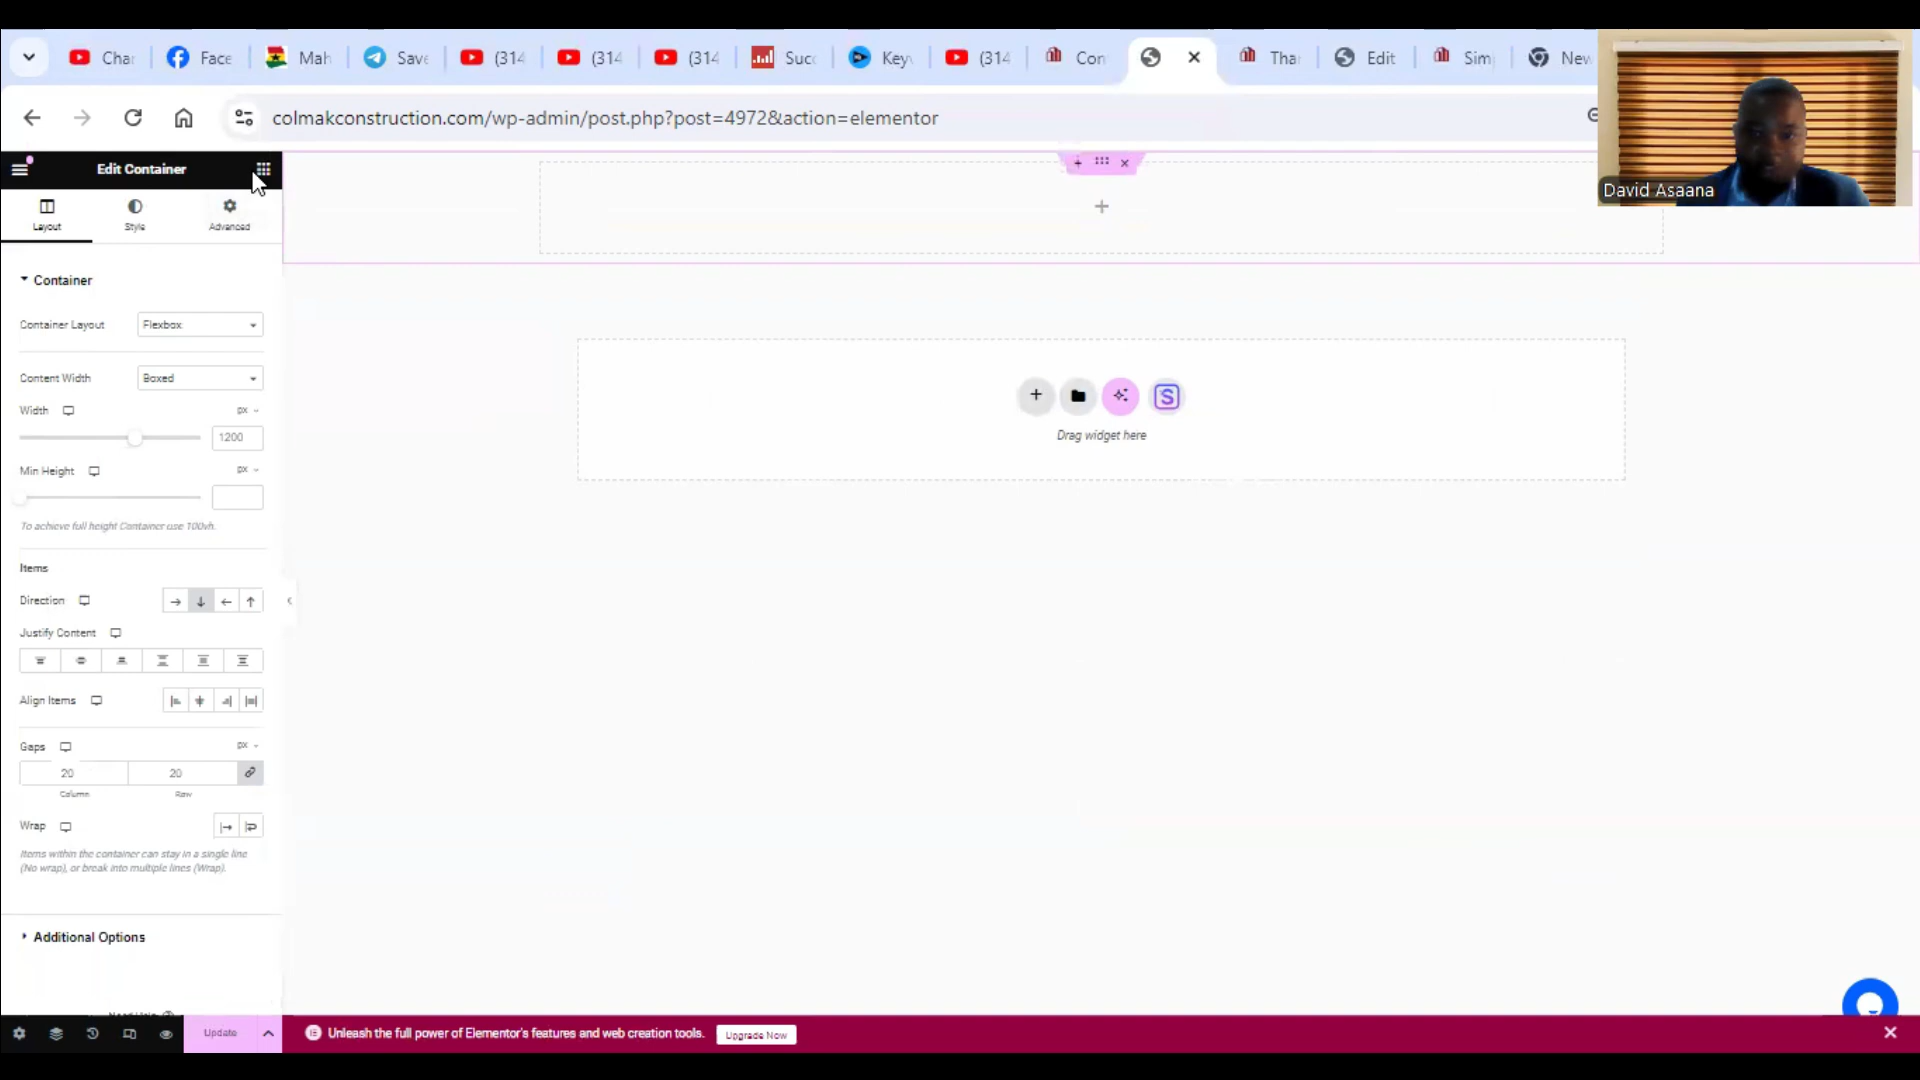 Cha
Face
Mah
Save
(314
(314
(314
Succ
Keyv
(314
Con
Tha
Edit
Sim
New
colmakconstruction.com/wp-admin/post.php?post=4972&action=elementor
David Asaana
Edit Container
Layout
Style
Advanced
Container
Container Layout
Flexbox
Content Width
Boxed
Width
px
1200
Min Height
px
To achieve full height Container use 100vh.
Items
Direction
Justify Content
Align Items
Gaps
px
20
20
Column
Row
Wrap
Items within the container can stay in a single line
(No wrap), or break into multiple lines (Wrap).
Additional Options
Drag widget here
Update
Unleash the full power of Elementor's features and web creation tools.
Upgrade Now